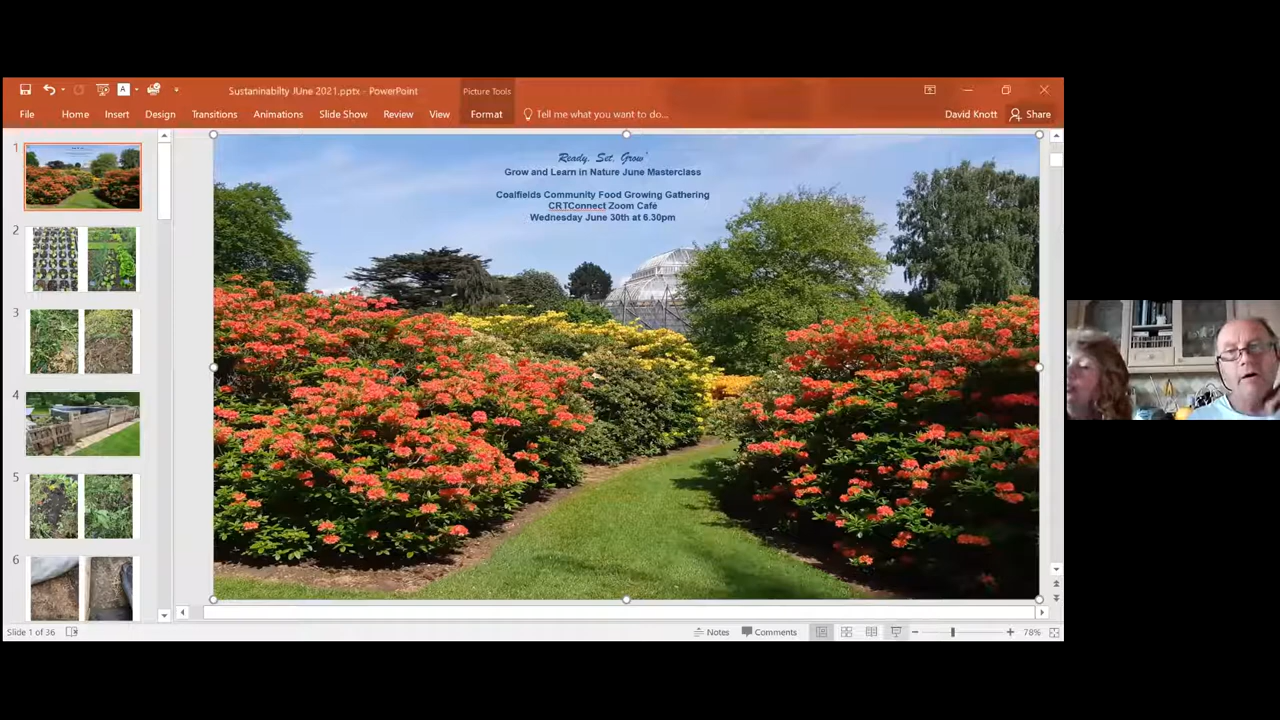 Sustaninabilty JUne 2021.pptx - PowerPoint
Picture Tools
File
Home
Insert
Design
Transitions
Animations
Slide Show
Review
View
Format
Tell me what you want to do...
David Knott
Share
1
2
3
4
5
6
Ready, Set, Grow'
Grow and Learn in Nature June Masterclass
Coalfields Community Food Growing Gathering
CRTConnect Zoom Café
Wednesday June 30th at 6.30pm
Slide 1 of 36
Notes
Comments
78%